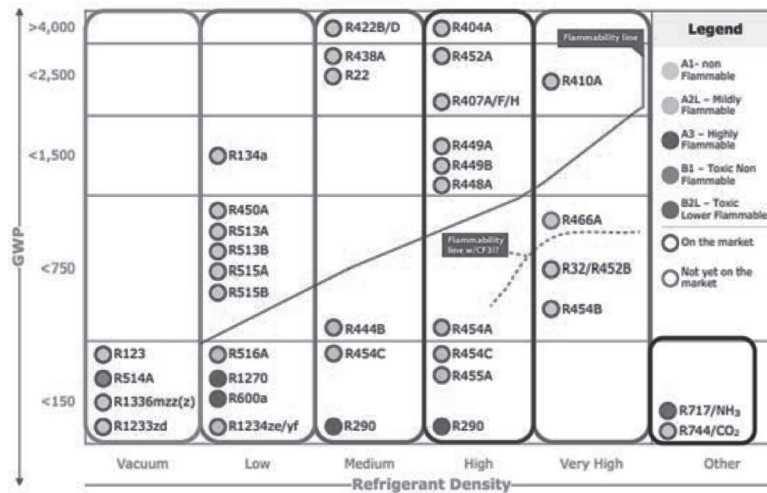 >4,000
R422B/D
R404A
Flammability line
Legend
<2,500
R438A
R452A
R22
R410A
R407A/F/H
A1- non
Flammable
A2L – Mildly
Flammable
<1,500
R134a
R449A
R449B
R448A
A3 – Highly
Flammable
B1 – Toxic Non
Flammable
B2L – Toxic
Lower Flammable
GWP
<750
R450A
R513A
R513B
R515A
R515B
Flammability
line w/CF3I?
R466A
R32/R452B
R454B
On the market
Not yet on the
market
R444B
R454A
<150
R123
R516A
R454C
R454C
R514A
R1270
R455A
R1336mzz(z)
R600a
R1233zd
R1234ze/yf
R290
R290
R717/NH₃
R744/CO₂
Vacuum
Low
Medium
High
Very High
Other
Refrigerant Density